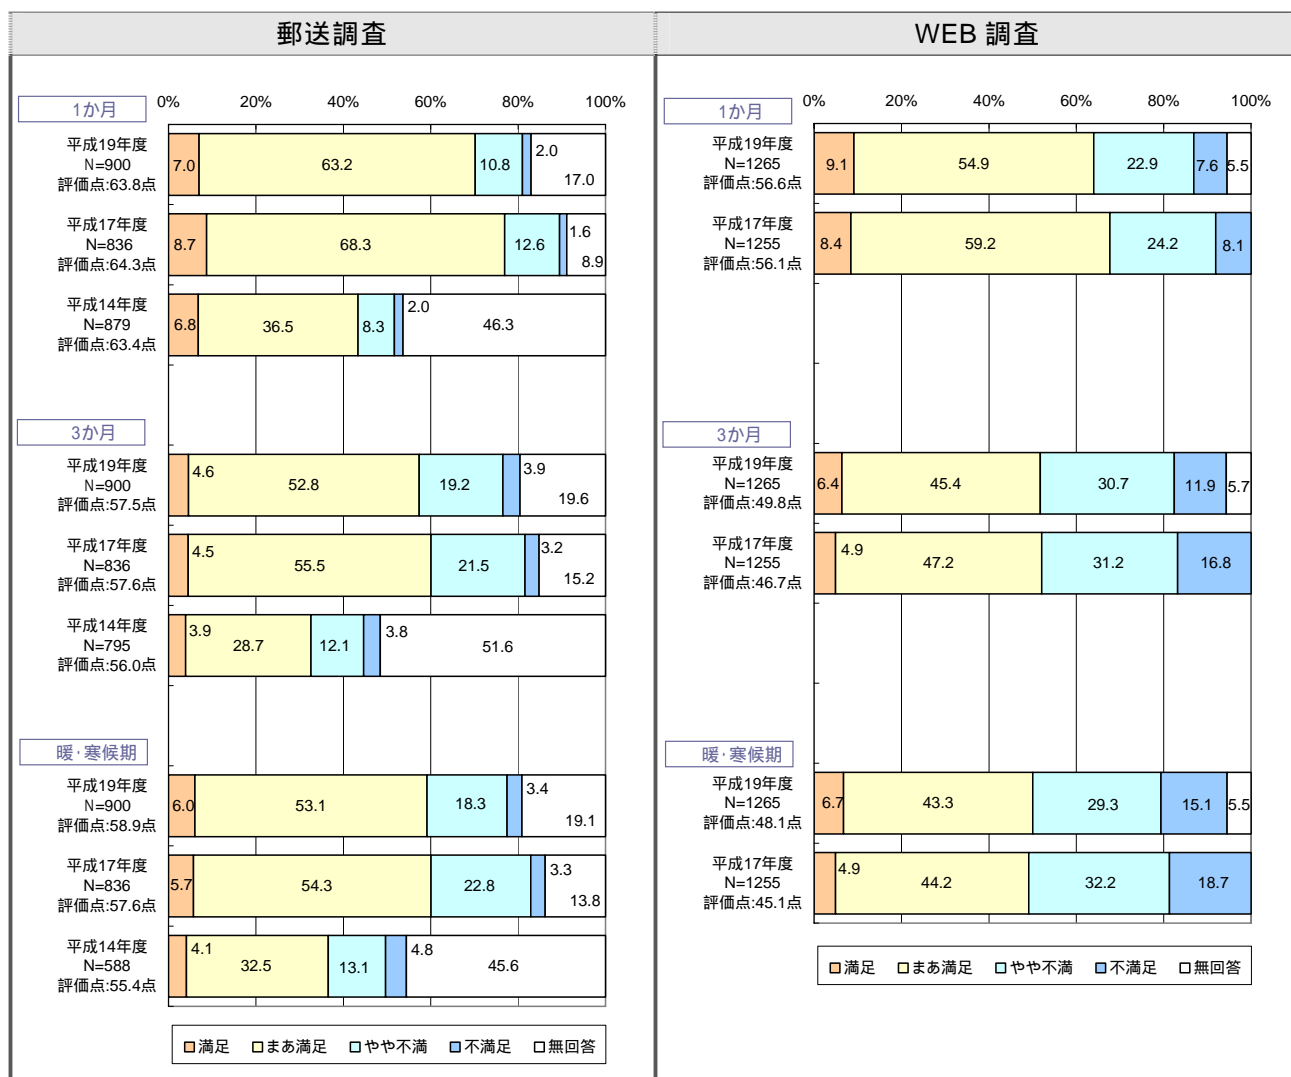 郵送調査
1か月
0% 20% 40% 60% 80% 100%
平成19年度
N=900
評価点:63.8点
7.0 63.2 10.8 2.0 17.0
平成17年度
N=836
評価点:64.3点
8.7 68.3 12.6 1.6 8.9
平成14年度
N=879
評価点:63.4点
6.8 36.5 8.3 2.0 46.3
3か月
平成19年度
N=900
評価点:57.5点
4.6 52.8 19.2 3.9 19.6
平成17年度
N=836
評価点:57.6点
4.5 55.5 21.5 3.2 15.2
平成14年度
N=795
評価点:56.0点
3.9 28.7 12.1 3.8 51.6
暖・寒候期
平成19年度
N=900
評価点:58.9点
6.0 53.1 18.3 3.4 19.1
平成17年度
N=836
評価点:57.6点
5.7 54.3 22.8 3.3 13.8
平成14年度
N=588
評価点:55.4点
4.1 32.5 13.1 4.8 45.6
満足 まあ満足 やや不満 不満足 無回答
WEB 調査
1か月
0% 20% 40% 60% 80% 100%
平成19年度
N=1265
評価点:56.6点
9.1 54.9 22.9 7.6 5.5
平成17年度
N=1255
評価点:56.1点
8.4 59.2 24.2 8.1
3か月
平成19年度
N=1265
評価点:49.8点
6.4 45.4 30.7 11.9 5.7
平成17年度
N=1255
評価点:46.7点
4.9 47.2 31.2 16.8
暖・寒候期
平成19年度
N=1265
評価点:48.1点
6.7 43.3 29.3 15.1 5.5
平成17年度
N=1255
評価点:45.1点
4.9 44.2 32.2 18.7
満足 まあ満足 やや不満 不満足 無回答